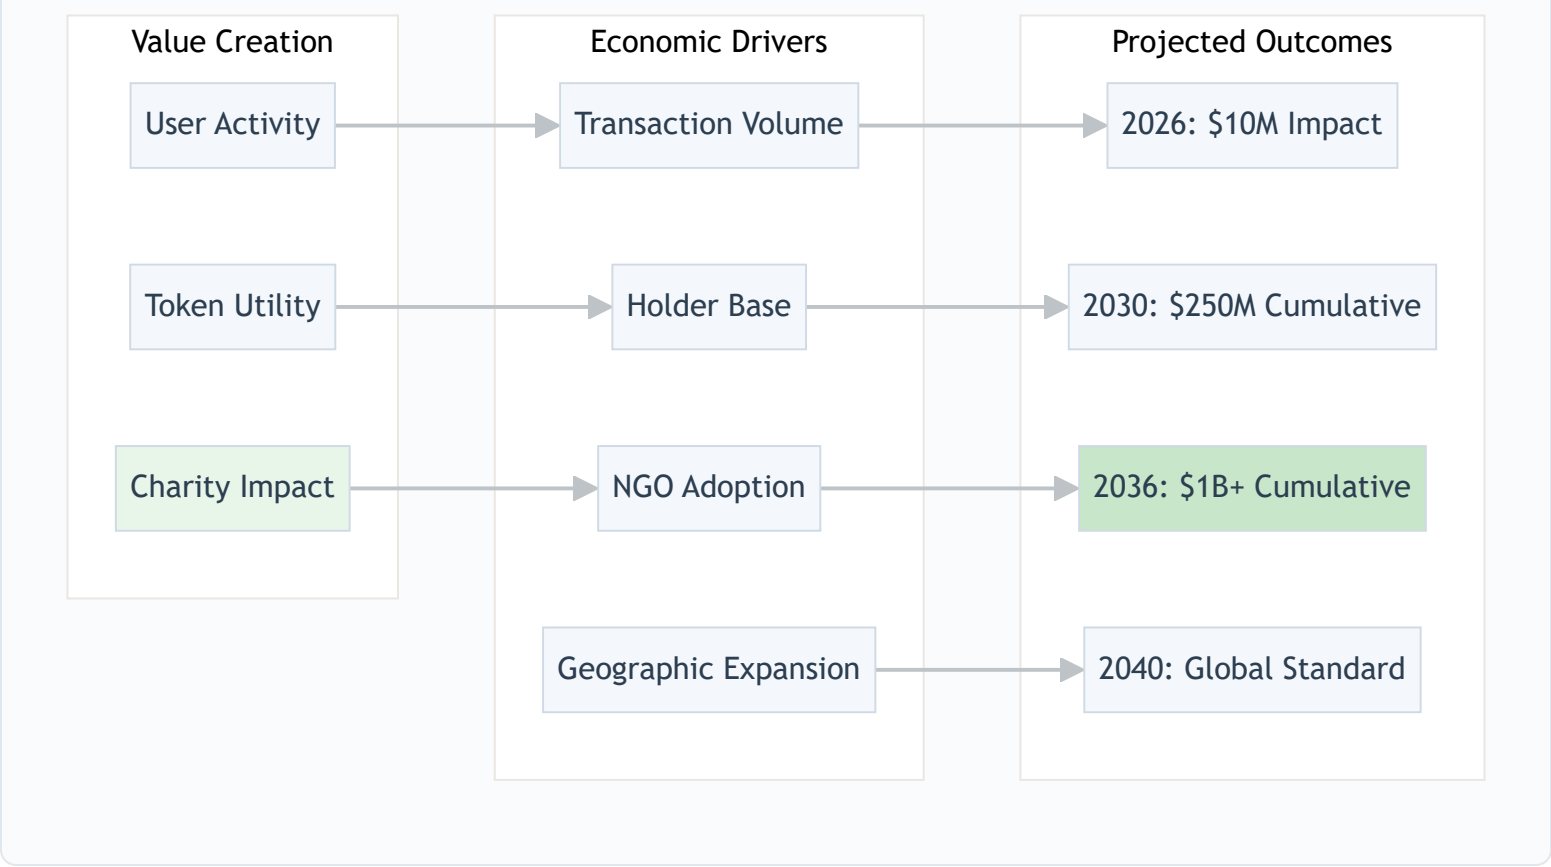 Value Creation
Economic Drivers
Projected Outcomes
User Activity
Transaction Volume
2026: $10M Impact
Token Utility
Holder Base
2030: $250M Cumulative
Charity Impact
NGO Adoption
2036: $1B+ Cumulative
Geographic Expansion
2040: Global Standard